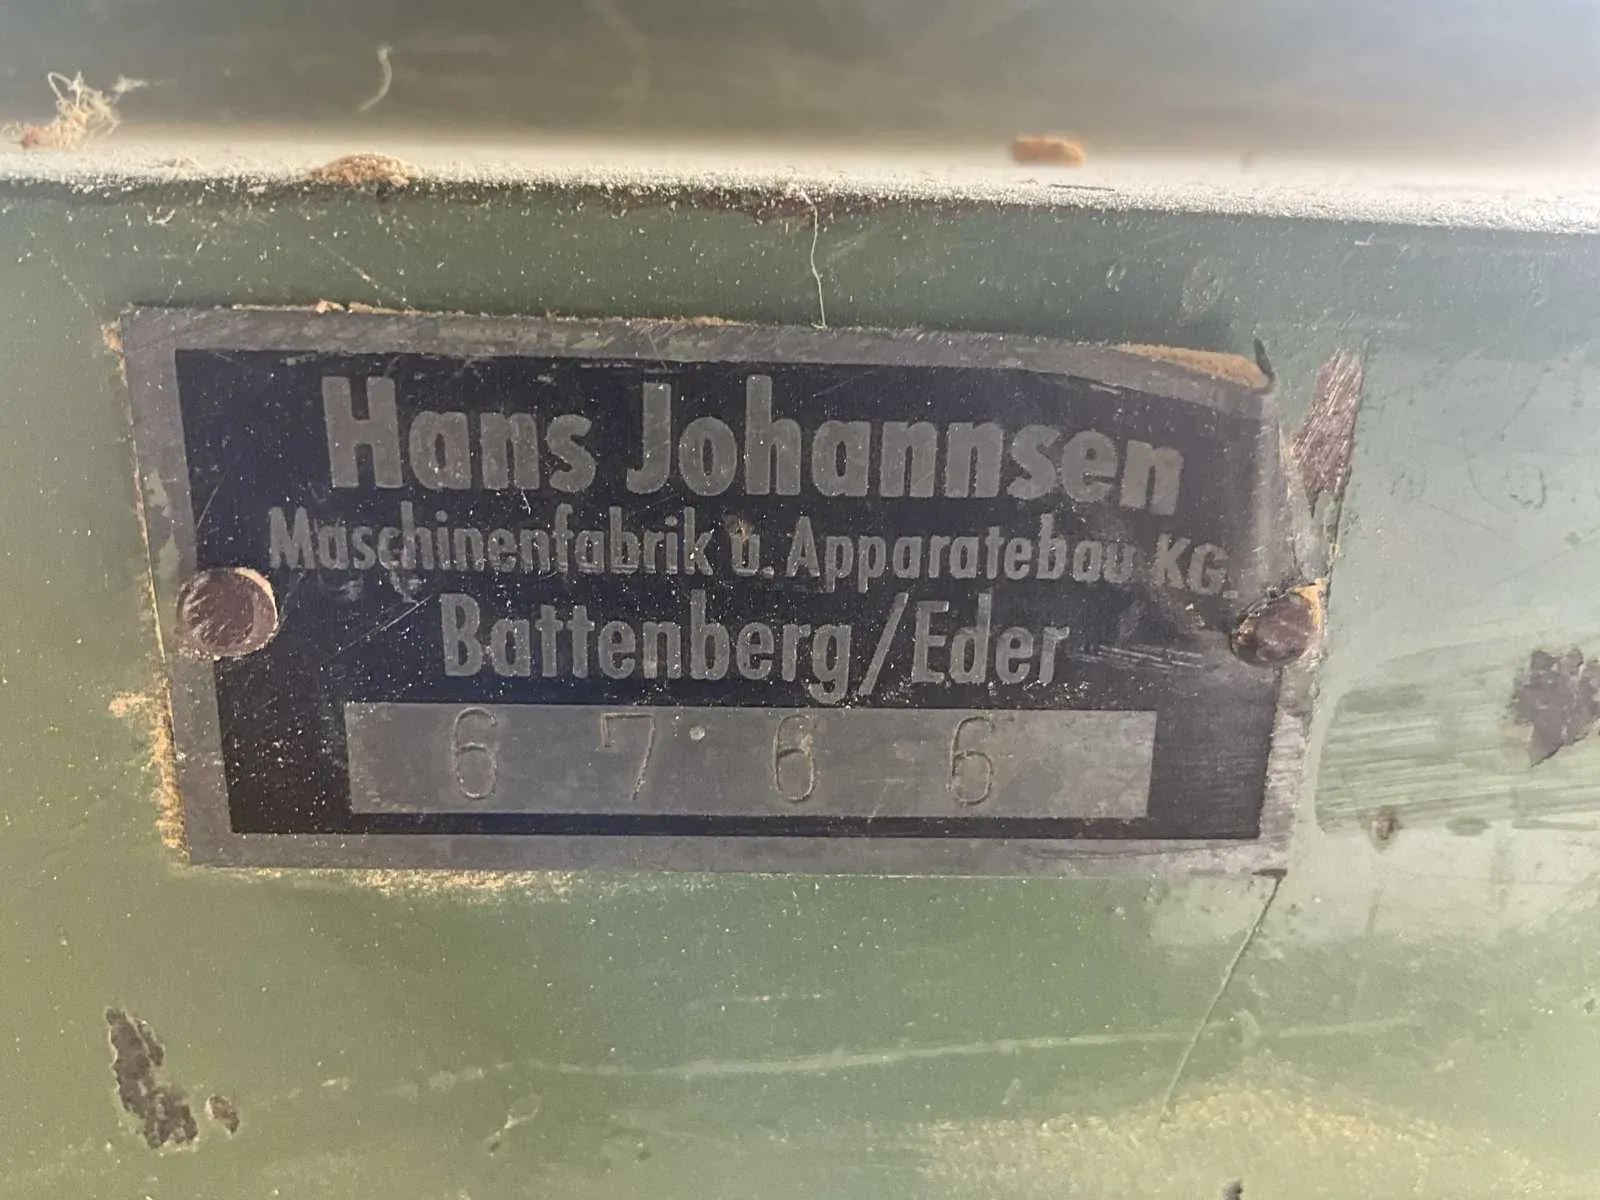 Hans Johannsen
Maschinenfabrik u. Apparatebau KG.
Battenberg/Eder
6766